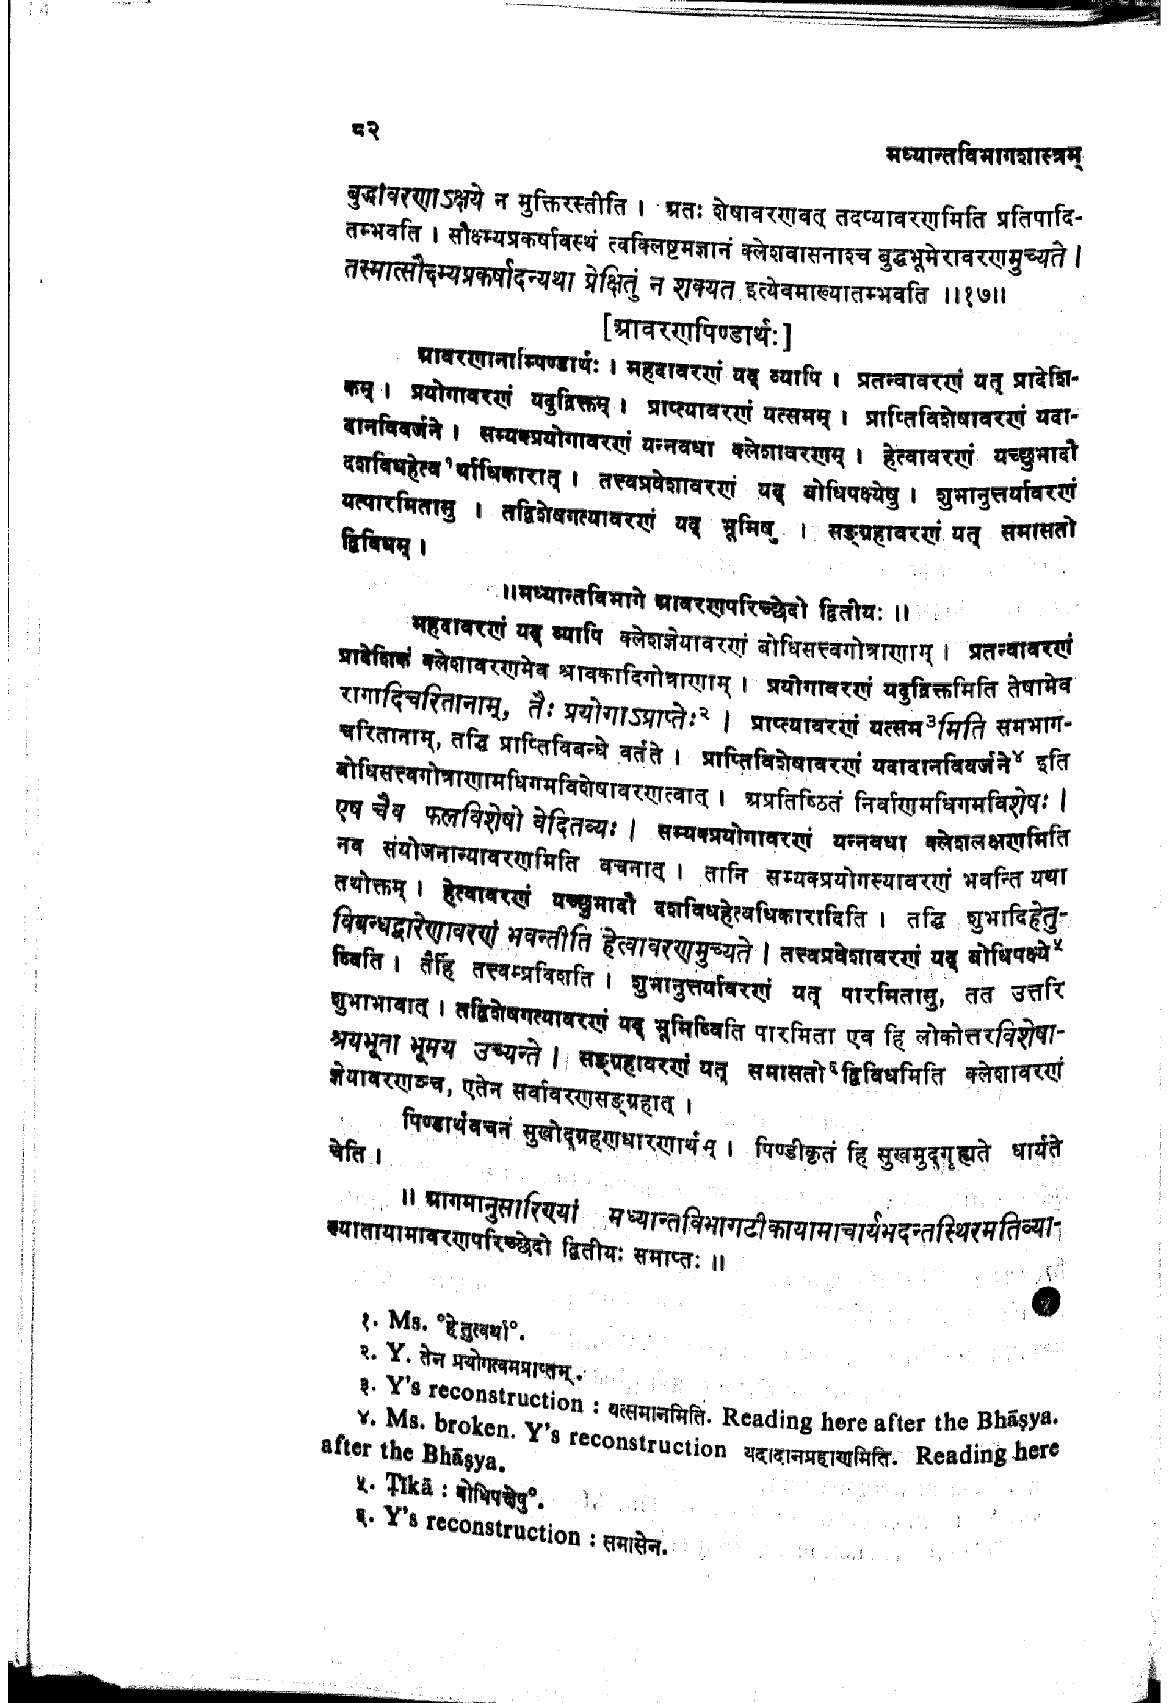 ८२
मध्यान्तविभागशास्त्रम्
बुद्धावरणाऽक्षये न मुक्तिरस्तीति । अतः शेषावरणवत् तदप्यावरणमिति प्रतिपादि-
तम्भवति । सौक्ष्म्यप्रकर्षावस्थं त्वक्लिष्टमज्ञानं क्लेशवासनाश्च बुद्धभूमेरावरणमुच्यते ।
तस्मात्सौक्ष्म्यप्रकर्षादन्यथा प्रेक्षितुं न शक्यत इत्येवमाख्यातम्भवति ।।१७।।
[आवरणपिण्डार्थः]
आवरणानाम्पिण्डार्थः । महदावरणं यद् व्यापि । प्रतन्वावरणं यत् प्रादेशि-
कम् । प्रयोगावरणं यदुद्रिक्तम् । प्राप्त्यावरणं यत्समम् । प्राप्तिविशेषावरणं यदा-
दानविवर्जने । सम्यक्प्रयोगावरणं यन्नवधा क्लेशावरणम् । हेत्वावरणं यच्छुभादौ
दशविधहेत्व१र्थाधिकारात् । तत्त्वप्रवेशावरणं यद् बोधिपक्ष्येषु । शुभानुत्तर्यावरणं
यत्पारमितासु । तद्विशेषगत्यावरणं यद् भूमिषु । सङ्ग्रहावरणं यत् समासतो
द्विविधम् ।
।।मध्यान्तविभागे आवरणपरिच्छेदो द्वितीयः ।।
महदावरणं यद् व्यापि क्लेशज्ञेयावरणं बोधिसत्त्वगोत्राणाम् । प्रतन्वावरणं
प्रादेशिकं क्लेशावरणमेव श्रावकादिगोत्राणाम् । प्रयोगावरणं यदुद्रिक्तमिति तेषामेव
रागादिचरितानाम्, तैः प्रयोगाऽप्राप्तेः२ । प्राप्त्यावरणं यत्सम३मिति समभाग-
चरितानाम्, तद्धि प्राप्तिविबन्धे वर्तते । प्राप्तिविशेषावरणं यदादानविवर्जने४ इति
बोधिसत्त्वगोत्राणामधिगमविशेषावरणत्वात् । अप्रतिष्ठितं निर्वाणमधिगमविशेषः ।
एष चैव फलविशेषो वेदितव्यः । सम्यक्प्रयोगावरणं यन्नवधा क्लेशलक्षणमिति
नव संयोजनान्यावरणमिति वचनात् । तानि सम्यक्प्रयोगस्यावरणं भवन्ति यथा
तथोक्तम् । हेत्वावरणं यच्छुभादौ दशविधहेत्वधिकारादिति । तद्धि शुभादिहेतु-
विबन्धद्वारेणावरणं भवन्तीति हेत्वावरणमुच्यते । तत्त्वप्रवेशावरणं यद् बोधिपक्ष्ये५
ष्विति । तैर्हि तत्त्वम्प्रविशति । शुभानुत्तर्यावरणं यत् पारमितासु, तत उत्तरि
शुभाभावात् । तद्विशेषगत्यावरणं यद् भूमिष्विति पारमिता एव हि लोकोत्तरविशेषा-
श्रयभूता भूमय उच्यन्ते । सङ्ग्रहावरणं यत् समासतो६ द्विविधमिति क्लेशावरणं
ज्ञेयावरणञ्च, एतेन सर्वावरणसङ्ग्रहात् ।
पिण्डार्थवचनं सुखोद्ग्रहणधारणार्थम् । पिण्डीकृतं हि सुखमुद्गृह्यते धार्यते
चेति ।
।। आगमानुसारिण्यां मध्यान्तविभागटीकायामाचार्यभदन्तस्थिरमतिव्या-
ख्यातायामावरणपरिच्छेदो द्वितीयः समाप्तः ।।
१. Ms. °हेतुत्वर्था°.
२. Y. तेन प्रयोगत्वमप्राप्तम्.
३. Y's reconstruction : यत्समानमिति. Reading here after the Bhāṣya.
४. Ms. broken. Y's reconstruction यदादानप्रहाणमिति. Reading here
after the Bhāṣya.
५. Ṭīkā : बोधिपक्षेषु°.
६. Y's reconstruction : समासेन.